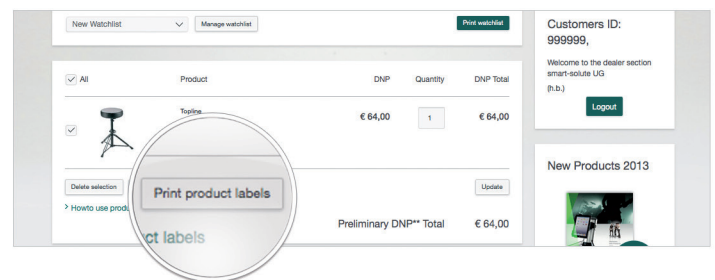 New Watchlist
Manage watchlist
Print watchlist
All
Product
DNP
Quantity
DNP Total
Topline
€ 64,00
1
€ 64,00
Delete selection
Print product labels
Update
Howto use produ
ct labels
Preliminary DNP** Total
€ 64,00
Customers ID:
999999,
Welcome to the dealer section
smart-solute UG
(h.b.)
Logout
New Products 2013